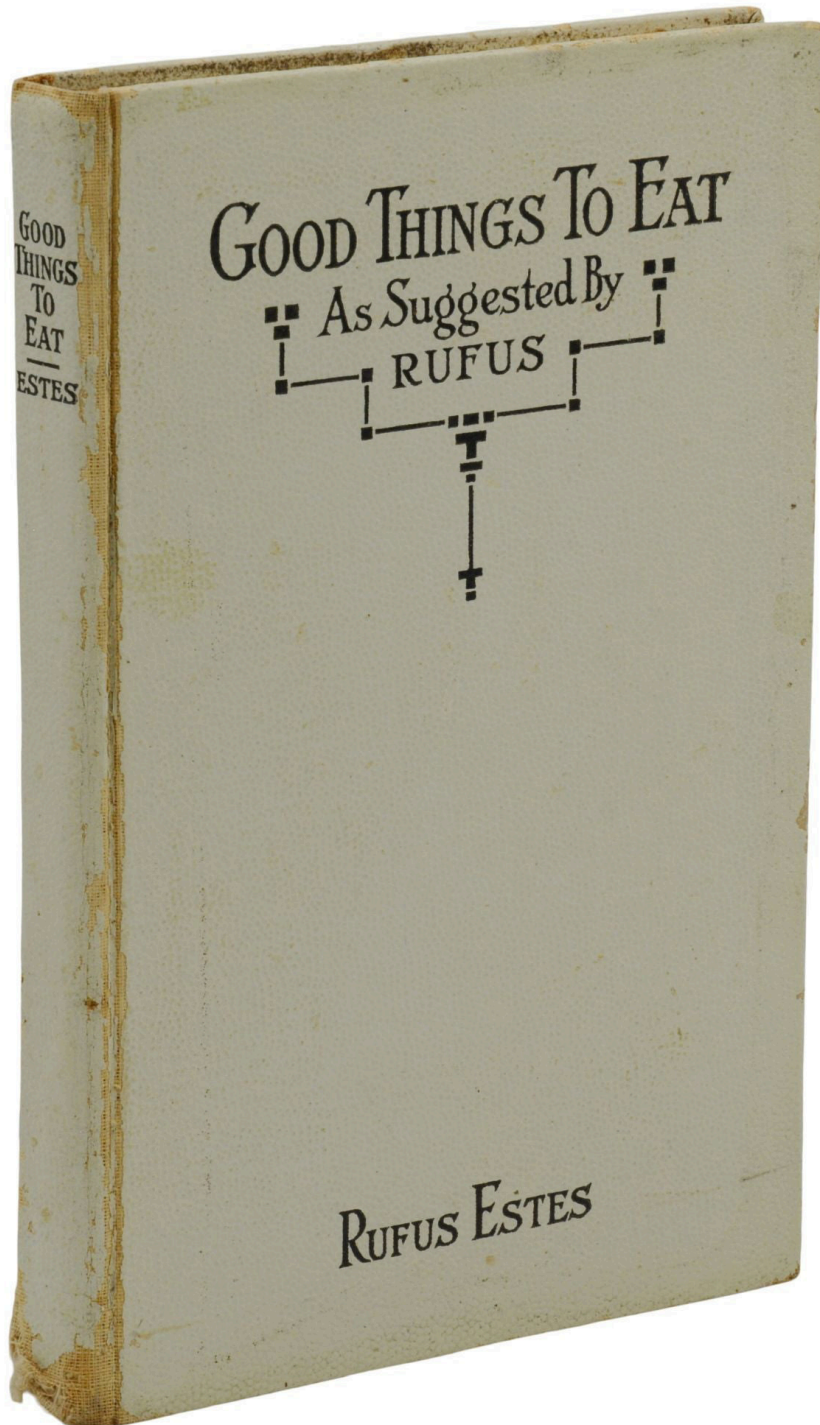 GOOD THINGS TO EAT
As Suggested By
RUFUS
RUFUS ESTES
GOOD
THINGS
TO
EAT
ESTES